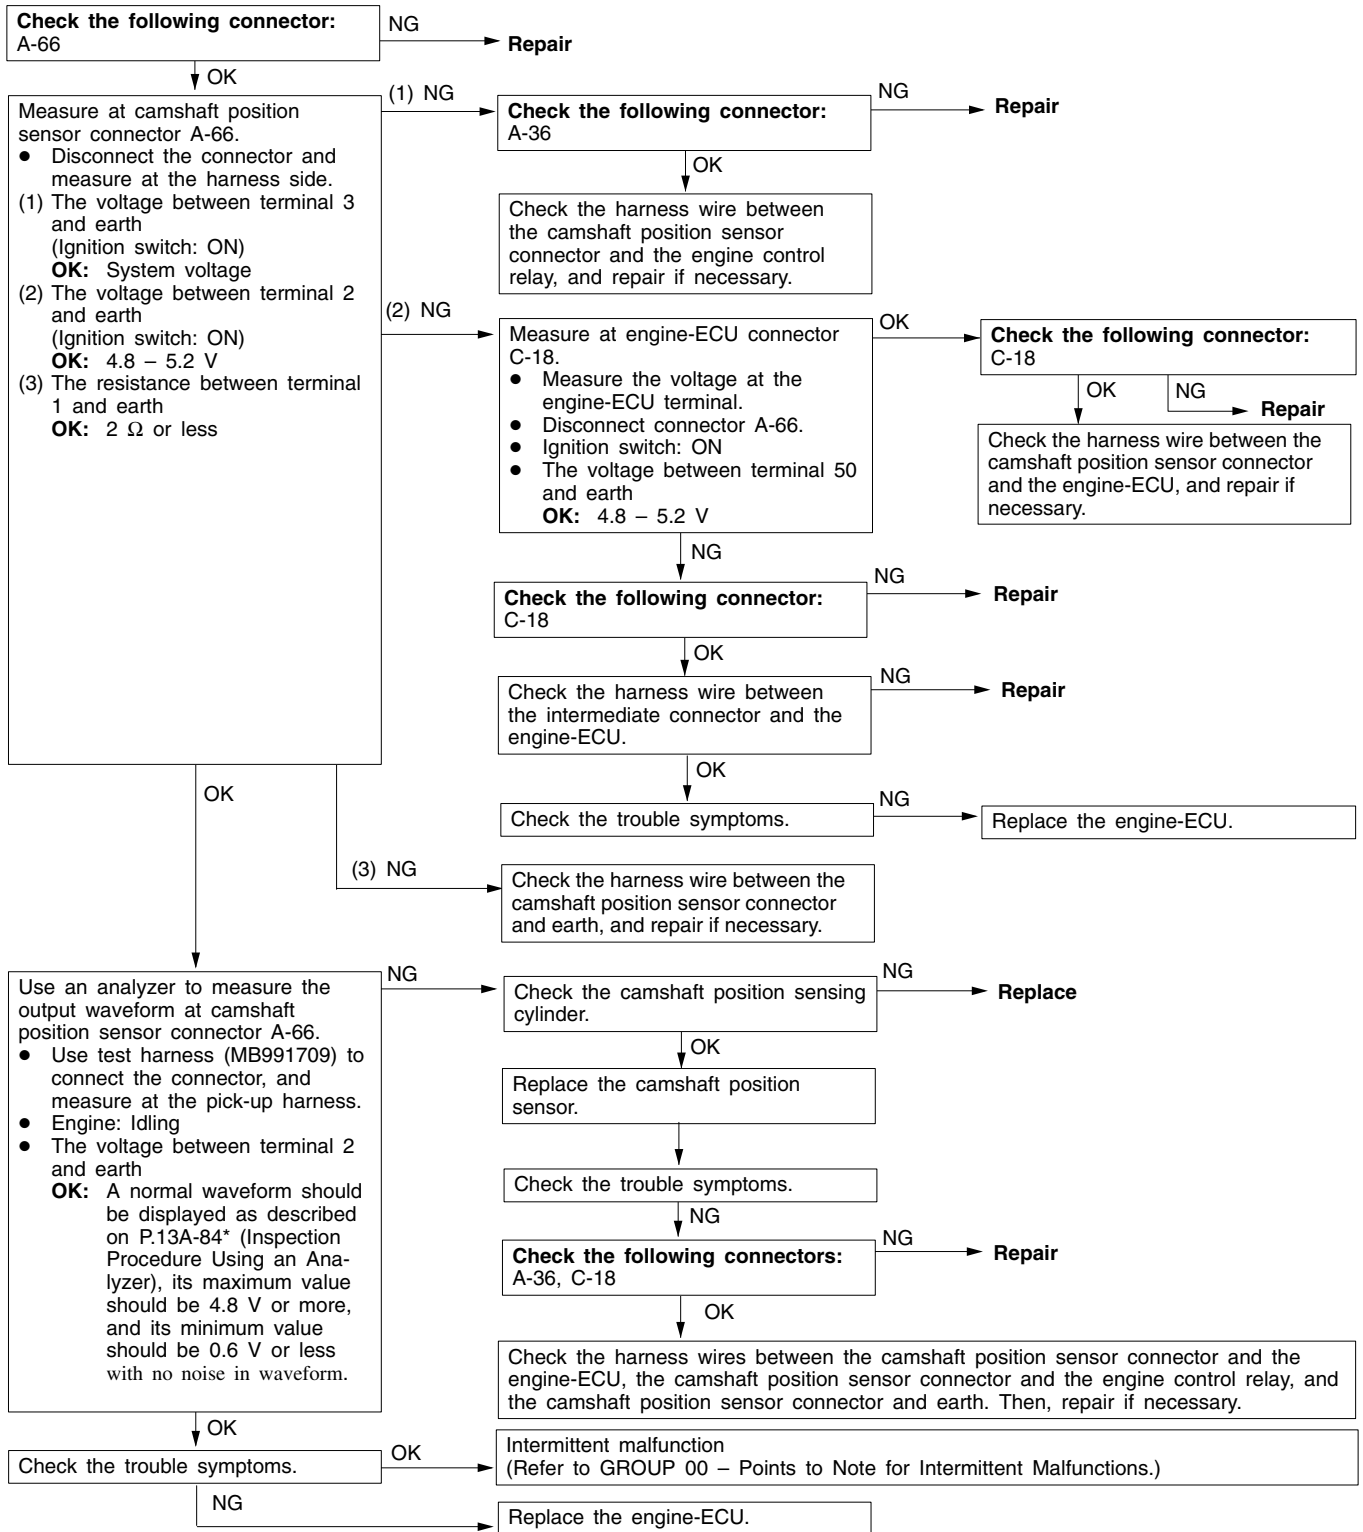 Check the following connector:
A-66
NG
Repair
OK
Measure at camshaft position
sensor connector A-66.
● Disconnect the connector and
measure at the harness side.
(1) The voltage between terminal 3
and earth
(Ignition switch: ON)
OK: System voltage
(2) The voltage between terminal 2
and earth
(Ignition switch: ON)
OK: 4.8 – 5.2 V
(3) The resistance between terminal
1 and earth
OK: 2 Ω or less
(1) NG
Check the following connector:
A-36
NG
Repair
OK
Check the harness wire between
the camshaft position sensor
connector and the engine control
relay, and repair if necessary.
(2) NG
Measure at engine-ECU connector
C-18.
● Measure the voltage at the
engine-ECU terminal.
● Disconnect connector A-66.
● Ignition switch: ON
● The voltage between terminal 50
and earth
OK: 4.8 – 5.2 V
OK
Check the following connector:
C-18
OK
NG
Repair
Check the harness wire between the
camshaft position sensor connector
and the engine-ECU, and repair if
necessary.
NG
Check the following connector:
C-18
NG
Repair
OK
Check the harness wire between
the intermediate connector and the
engine-ECU.
NG
Repair
OK
Check the trouble symptoms.
NG
Replace the engine-ECU.
OK
(3) NG
Check the harness wire between the
camshaft position sensor connector
and earth, and repair if necessary.
Use an analyzer to measure the
output waveform at camshaft
position sensor connector A-66.
● Use test harness (MB991709) to
connect the connector, and
measure at the pick-up harness.
● Engine: Idling
● The voltage between terminal 2
and earth
OK: A normal waveform should
be displayed as described
on P.13A-84* (Inspection
Procedure Using an Ana-
lyzer), its maximum value
should be 4.8 V or more,
and its minimum value
should be 0.6 V or less
with no noise in waveform.
NG
Check the camshaft position sensing
cylinder.
NG
Replace
OK
Replace the camshaft position
sensor.
Check the trouble symptoms.
NG
Check the following connectors:
A-36, C-18
NG
Repair
OK
Check the harness wires between the camshaft position sensor connector and the
engine-ECU, the camshaft position sensor connector and the engine control relay, and
the camshaft position sensor connector and earth. Then, repair if necessary.
OK
Check the trouble symptoms.
OK
Intermittent malfunction
(Refer to GROUP 00 – Points to Note for Intermittent Malfunctions.)
NG
Replace the engine-ECU.